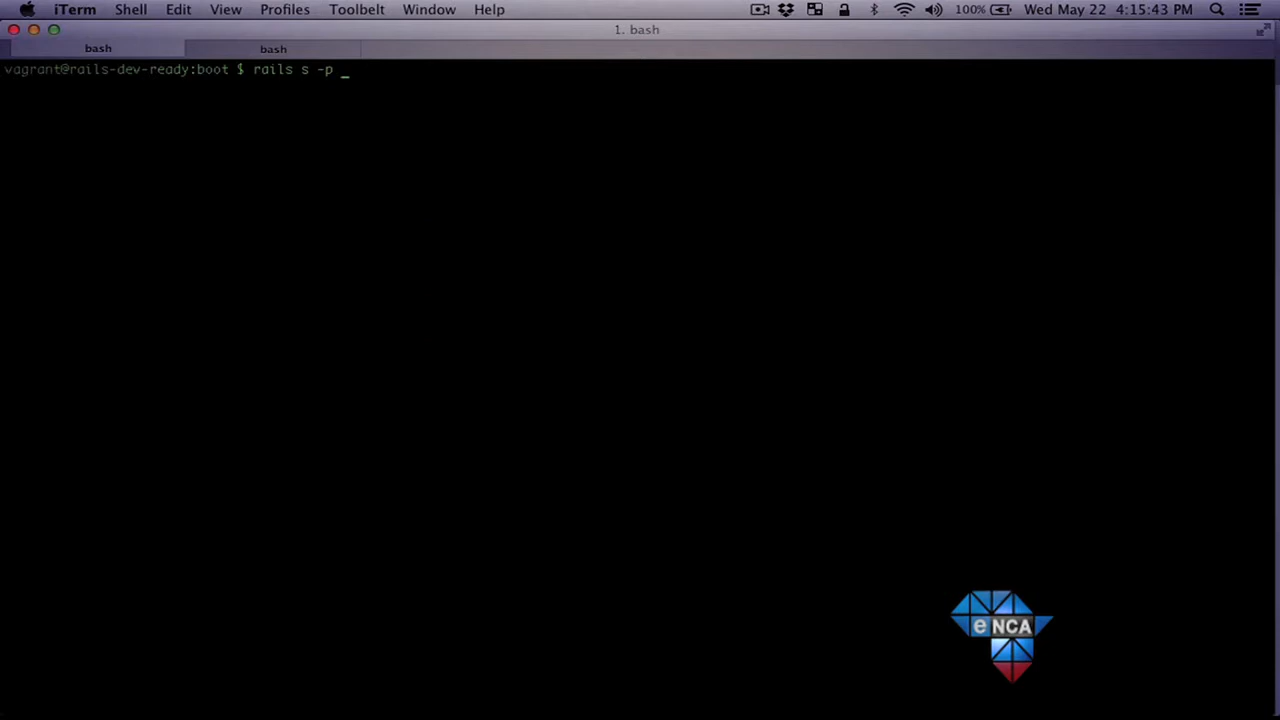 iTerm Shell Edit View Profiles Toolbelt Window Help 100% Wed May 22 4:15:43 PM
1. bash
bash bash
vagrant@rails-dev-ready:boot $ rails s -p _
eNCA